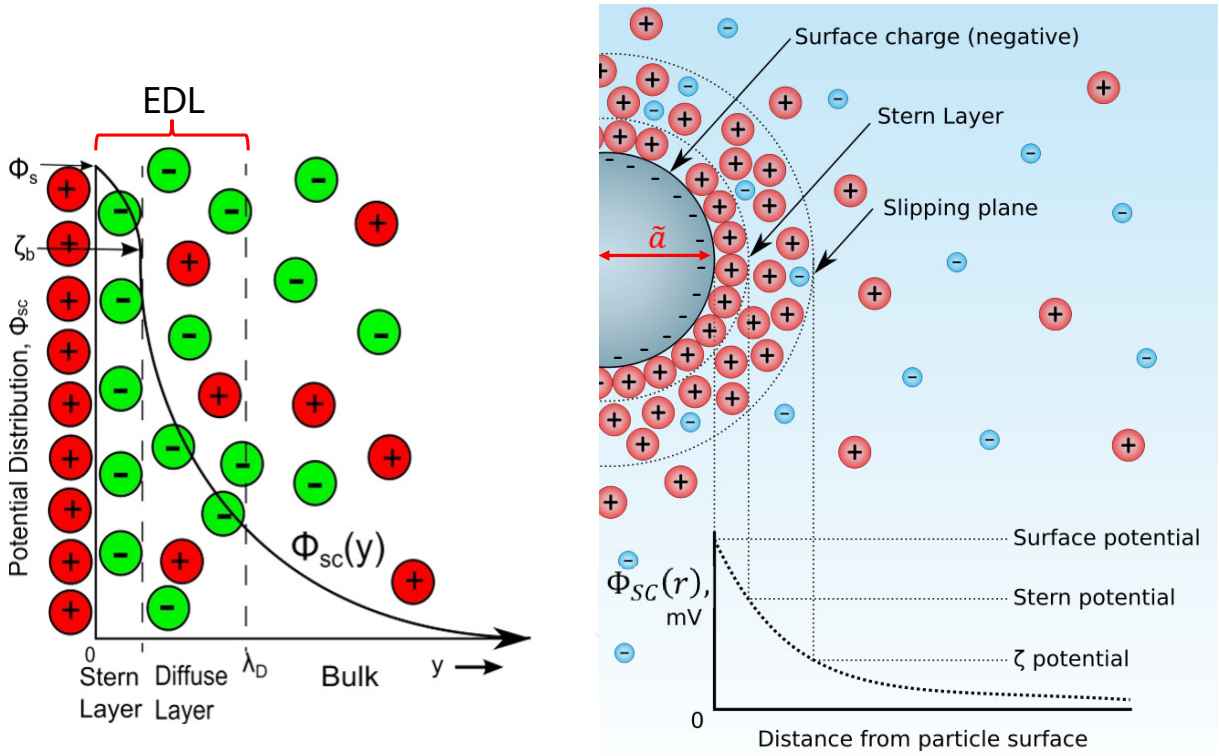 EDL
Φs
ζb
Potential Distribution, Φsc
Φsc(y)
0
Stern
Layer
Diffuse
Layer
λD
Bulk
y
Surface charge (negative)
Stern Layer
Slipping plane
ã
ΦSC(r),
mV
0
Surface potential
Stern potential
ζ potential
Distance from particle surface